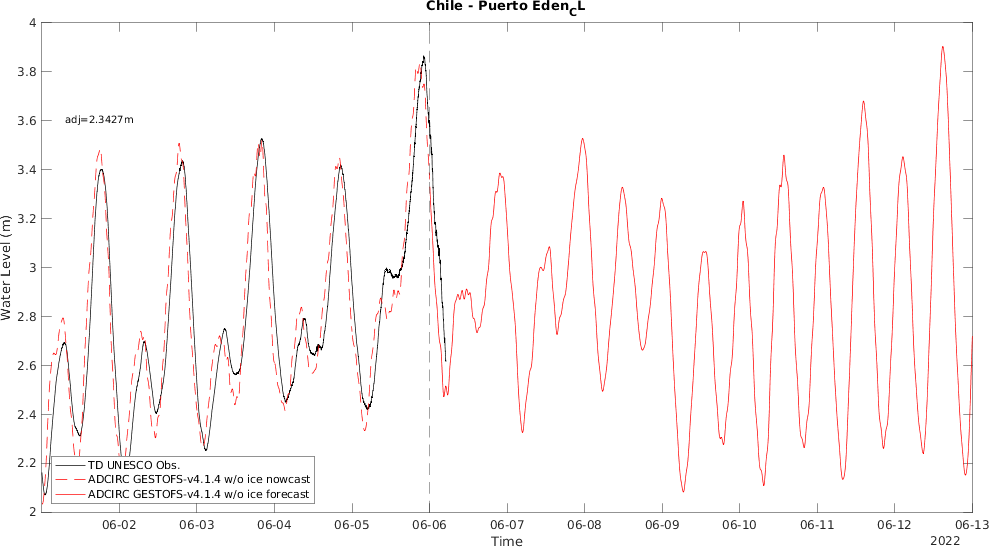 Chile - Puerto Eden_CL
4
3.8
3.6
3.4
3.2
3
2.8
2.6
2.4
2.2
2
Water Level (m)
adj=2.3427m
TD UNESCO Obs.
ADCIRC GESTOFS-v4.1.4 w/o ice nowcast
ADCIRC GESTOFS-v4.1.4 w/o ice forecast
06-02 06-03 06-04 06-05 06-06 06-07 06-08 06-09 06-10 06-11 06-12 06-13
Time
2022